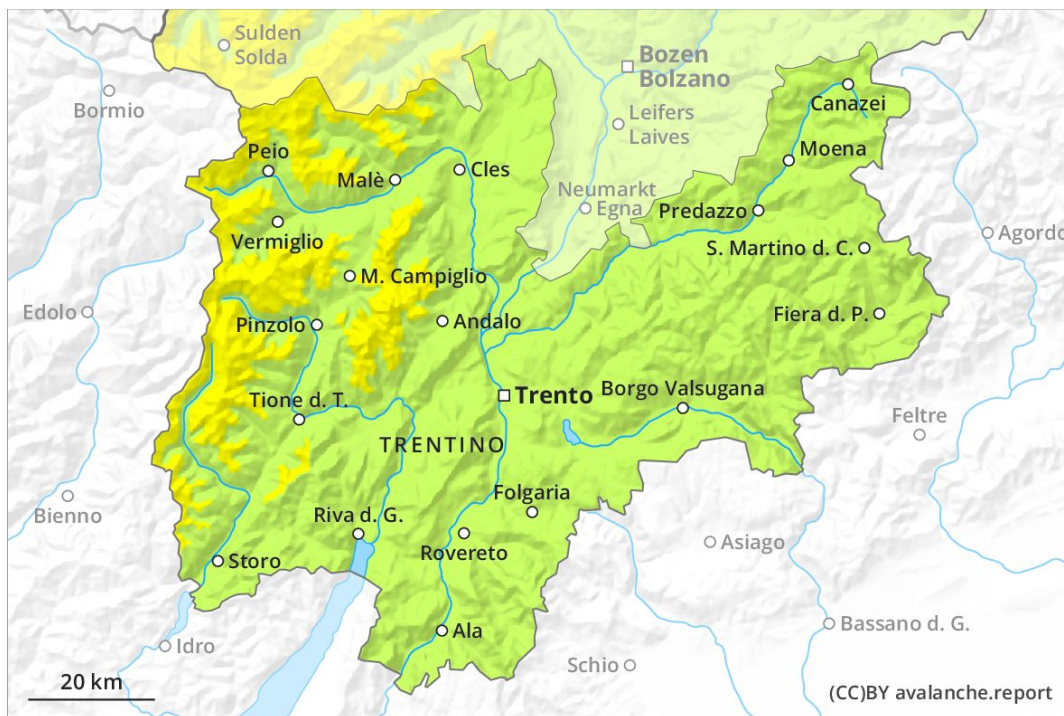 Sulden
Solda
Bozen
Bolzano
Bormio
Canazei
Leifers
Laives
Moena
Peio
Malè
Cles
Neumarkt
Egna
Predazzo
Vermiglio
Agordo
S. Martino d. C.
M. Campiglio
Edolo
Pinzolo
Andalo
Fiera d. P.
Trento
Borgo Valsugana
Tione d. T.
Feltre
TRENTINO
Bienno
Folgaria
Riva d. G.
Asiago
Rovereto
Storo
Bassano d. G.
Ala
Idro
Schio
20 km
(CC)BY avalanche.report